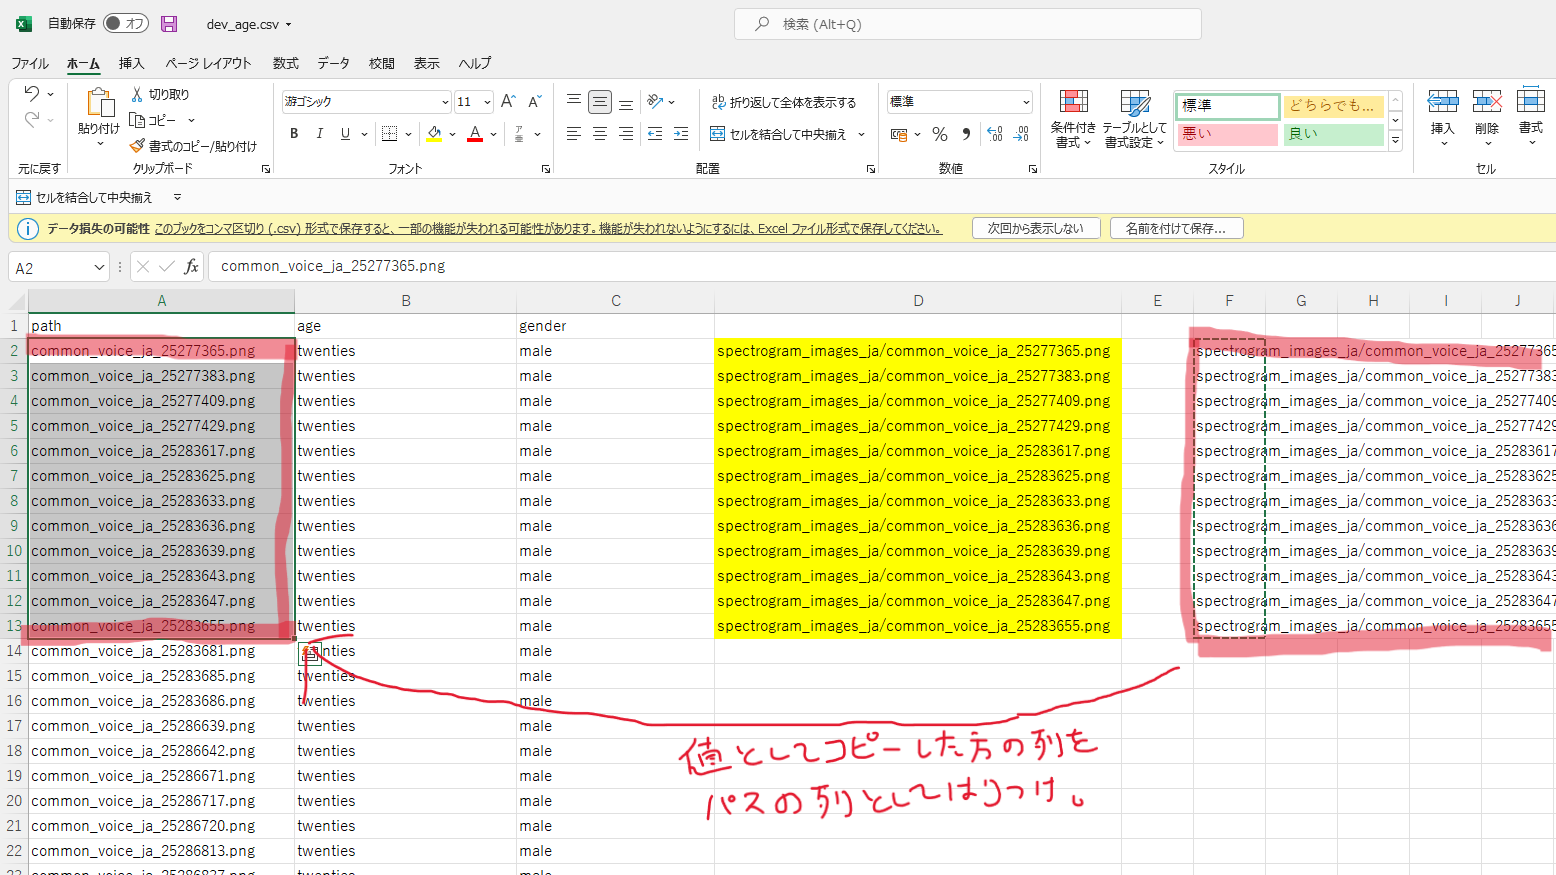 自動保存 オフ dev_age.csv 検索 (Alt+Q)
ファイル ホーム 挿入 ページ レイアウト 数式 データ 校閲 表示 ヘルプ
切り取り
コピー
書式のコピー/貼り付け
貼り付け
元に戻す クリップボード
游ゴシック 11
B I U A
フォント
折り返して全体を表示する
セルを結合して中央揃え
配置
標準
%
数値
条件付き書式 テーブルとして書式設定
標準 どちらでも...
悪い 良い
スタイル
挿入 削除 書式
セル
セルを結合して中央揃え
データ損失の可能性 このブックをコンマ区切り (.csv) 形式で保存すると、一部の機能が失われる可能性があります。機能が失われないようにするには、Excel ファイル形式で保存してください。 次回から表示しない 名前を付けて保存...
A2 fx common_voice_ja_25277365.png
A B C D E F G H I J
1 path age gender
2 common_voice_ja_25277365.png twenties male spectrogram_images_ja/common_voice_ja_25277365.png spectrogram_images_ja/common_voice_ja_25277365
3 common_voice_ja_25277383.png twenties male spectrogram_images_ja/common_voice_ja_25277383.png spectrogram_images_ja/common_voice_ja_25277383
4 common_voice_ja_25277409.png twenties male spectrogram_images_ja/common_voice_ja_25277409.png spectrogram_images_ja/common_voice_ja_25277409
5 common_voice_ja_25277429.png twenties male spectrogram_images_ja/common_voice_ja_25277429.png spectrogram_images_ja/common_voice_ja_25277429
6 common_voice_ja_25283617.png twenties male spectrogram_images_ja/common_voice_ja_25283617.png spectrogram_images_ja/common_voice_ja_25283617
7 common_voice_ja_25283625.png twenties male spectrogram_images_ja/common_voice_ja_25283625.png spectrogram_images_ja/common_voice_ja_25283625
8 common_voice_ja_25283633.png twenties male spectrogram_images_ja/common_voice_ja_25283633.png spectrogram_images_ja/common_voice_ja_25283633
9 common_voice_ja_25283636.png twenties male spectrogram_images_ja/common_voice_ja_25283636.png spectrogram_images_ja/common_voice_ja_25283636
10 common_voice_ja_25283639.png twenties male spectrogram_images_ja/common_voice_ja_25283639.png spectrogram_images_ja/common_voice_ja_25283639
11 common_voice_ja_25283643.png twenties male spectrogram_images_ja/common_voice_ja_25283643.png spectrogram_images_ja/common_voice_ja_25283643
12 common_voice_ja_25283647.png twenties male spectrogram_images_ja/common_voice_ja_25283647.png spectrogram_images_ja/common_voice_ja_25283647
13 common_voice_ja_25283655.png twenties male spectrogram_images_ja/common_voice_ja_25283655.png spectrogram_images_ja/common_voice_ja_25283655
14 common_voice_ja_25283681.png nties male
15 common_voice_ja_25283685.png twenties male
16 common_voice_ja_25283686.png twenties male
17 common_voice_ja_25286639.png twenties male
18 common_voice_ja_25286642.png twenties male
19 common_voice_ja_25286671.png twenties male
20 common_voice_ja_25286717.png twenties male
21 common_voice_ja_25286720.png twenties male
22 common_voice_ja_25286813.png twenties male
23 common_voice_ja_25286837.png twenties male
値としてコピーした方の列を
パスの列としてはりつけ。